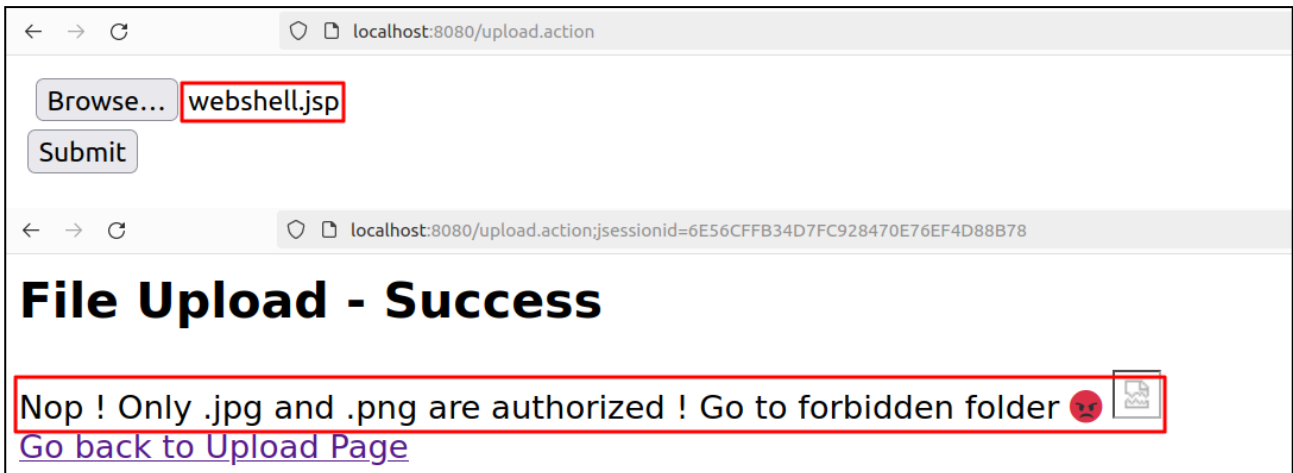 localhost:8080/upload.action
Browse... webshell.jsp
Submit
localhost:8080/upload.action;jsessionid=6E56CFFB34D7FC928470E76EF4D88B78
File Upload - Success
Nop ! Only .jpg and .png are authorized ! Go to forbidden folder 😡
Go back to Upload Page